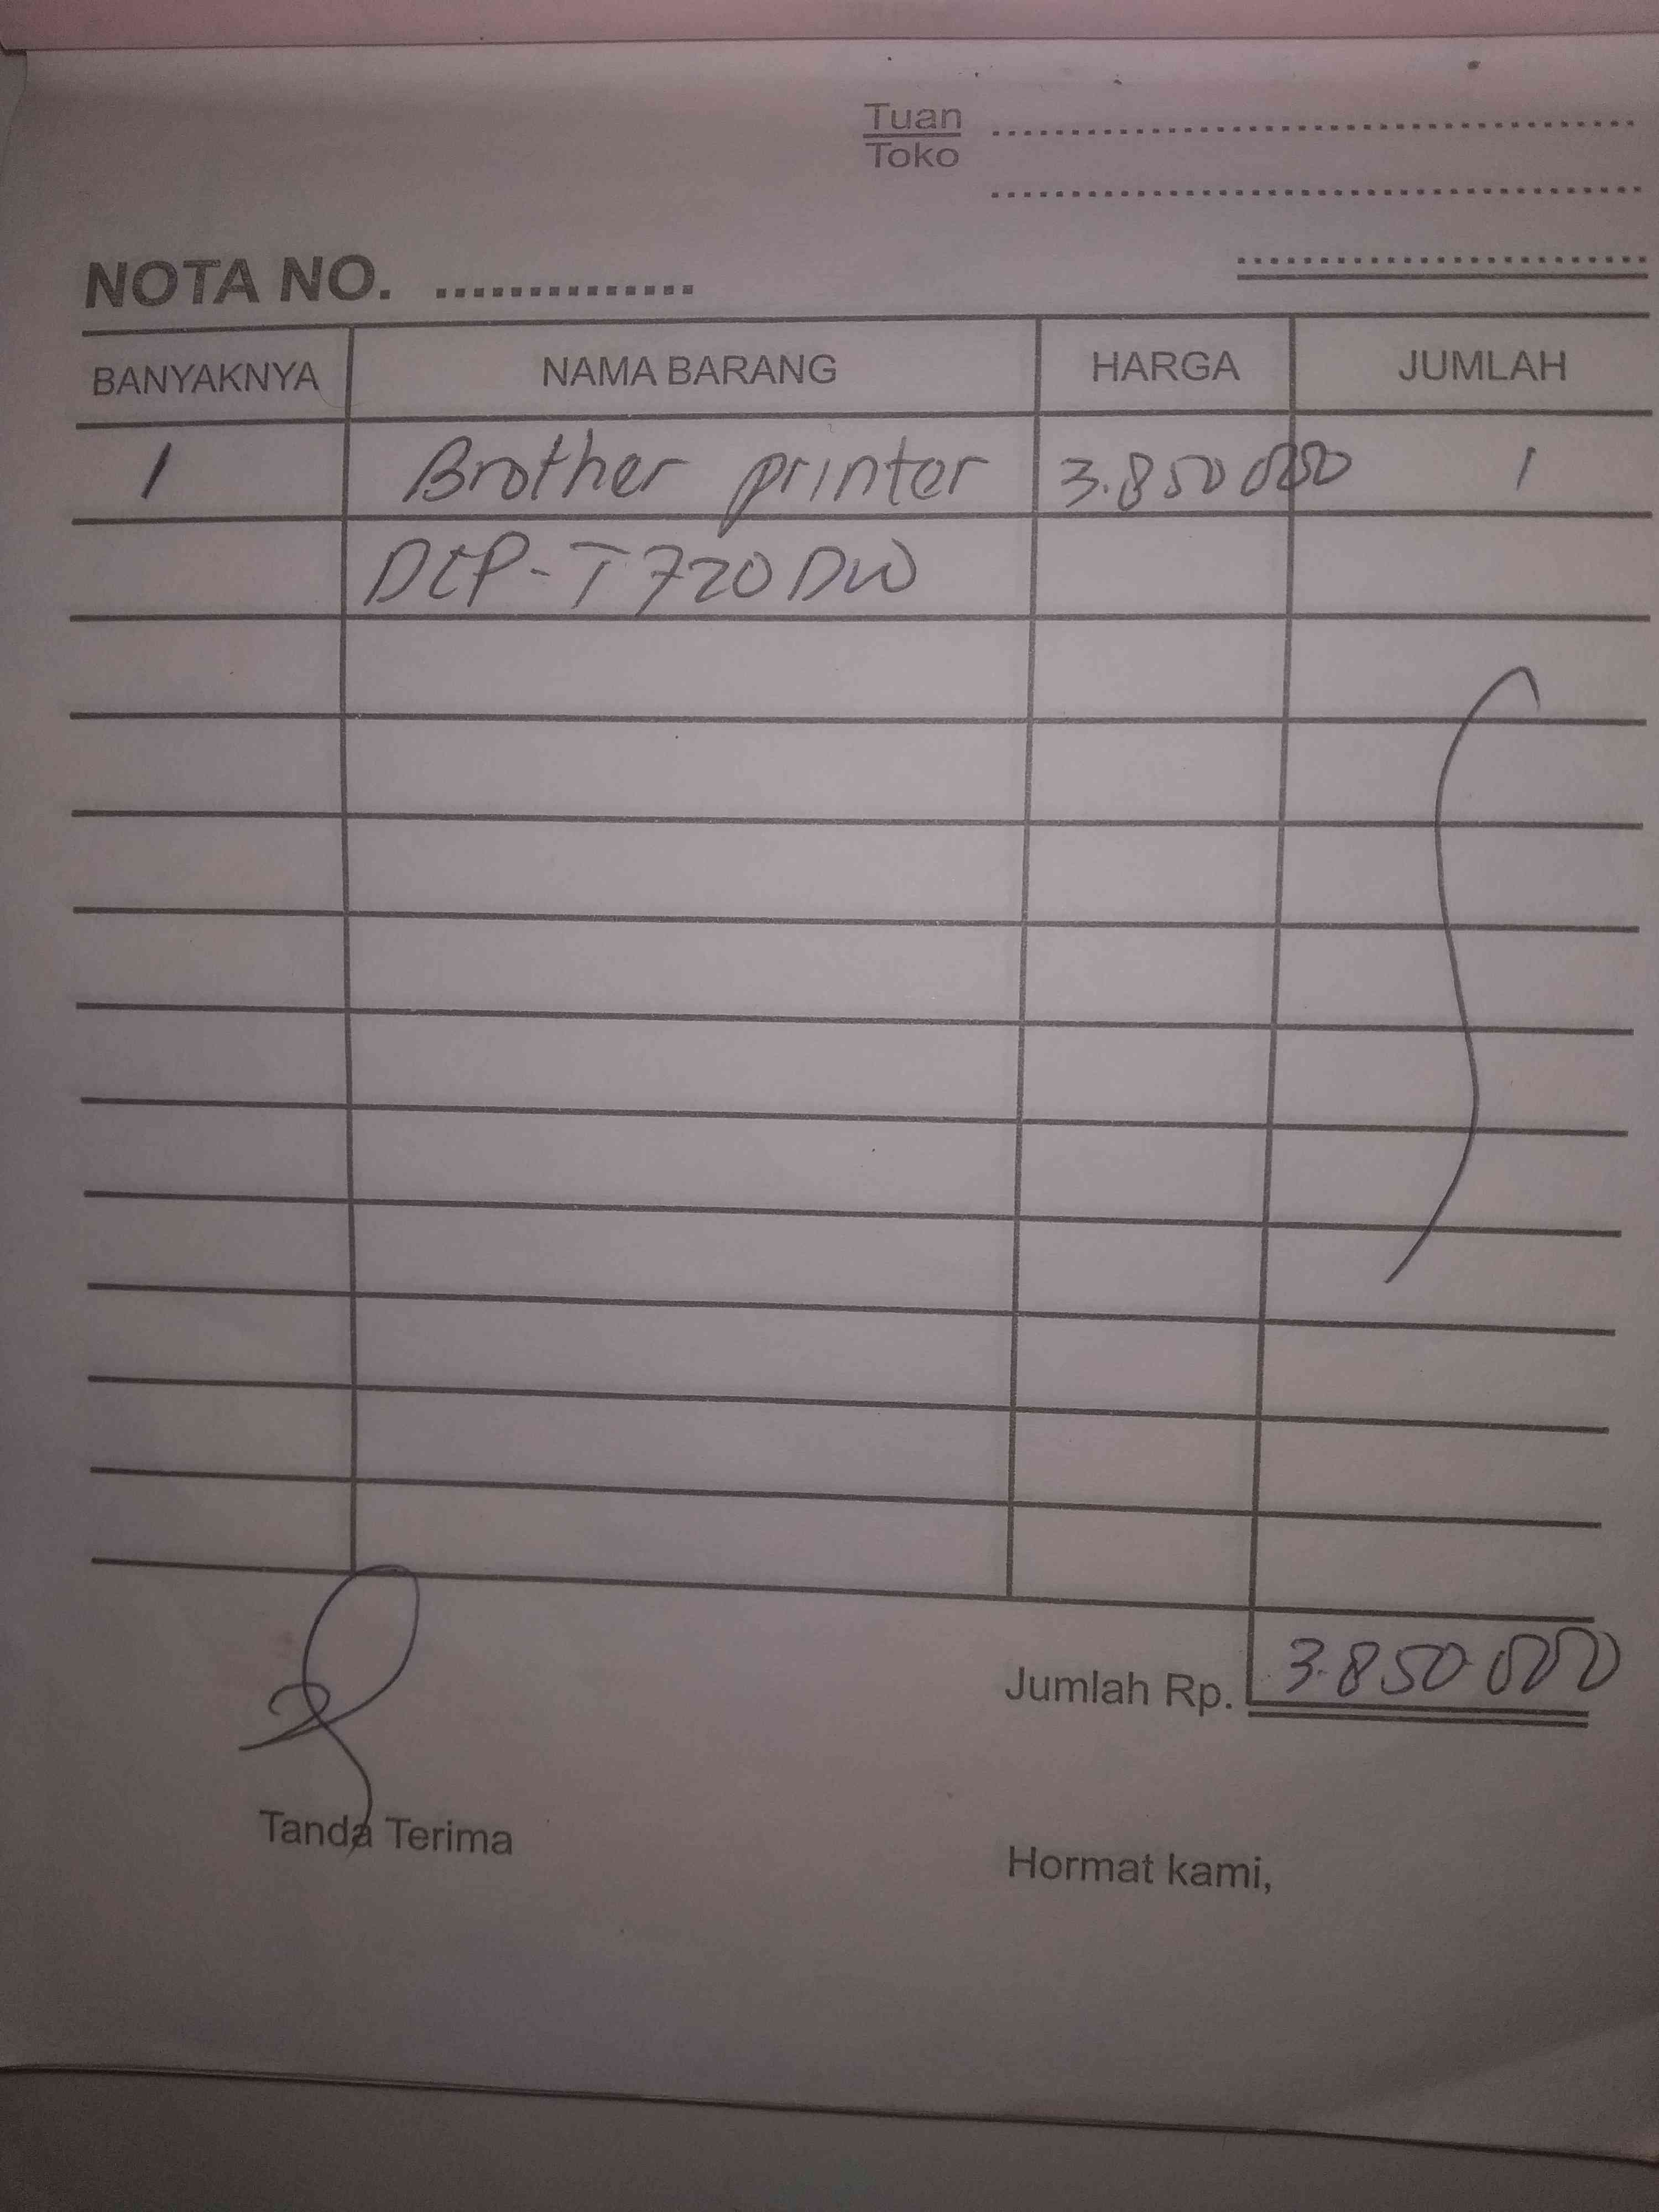 Tuan
Toko
NOTA NO. ..............
BANYAKNYA NAMA BARANG HARGA JUMLAH
1 Brother printer 3.850 000 1
DCP-T720DW
Jumlah Rp. 3.850 000
Tanda Terima
Hormat kami,